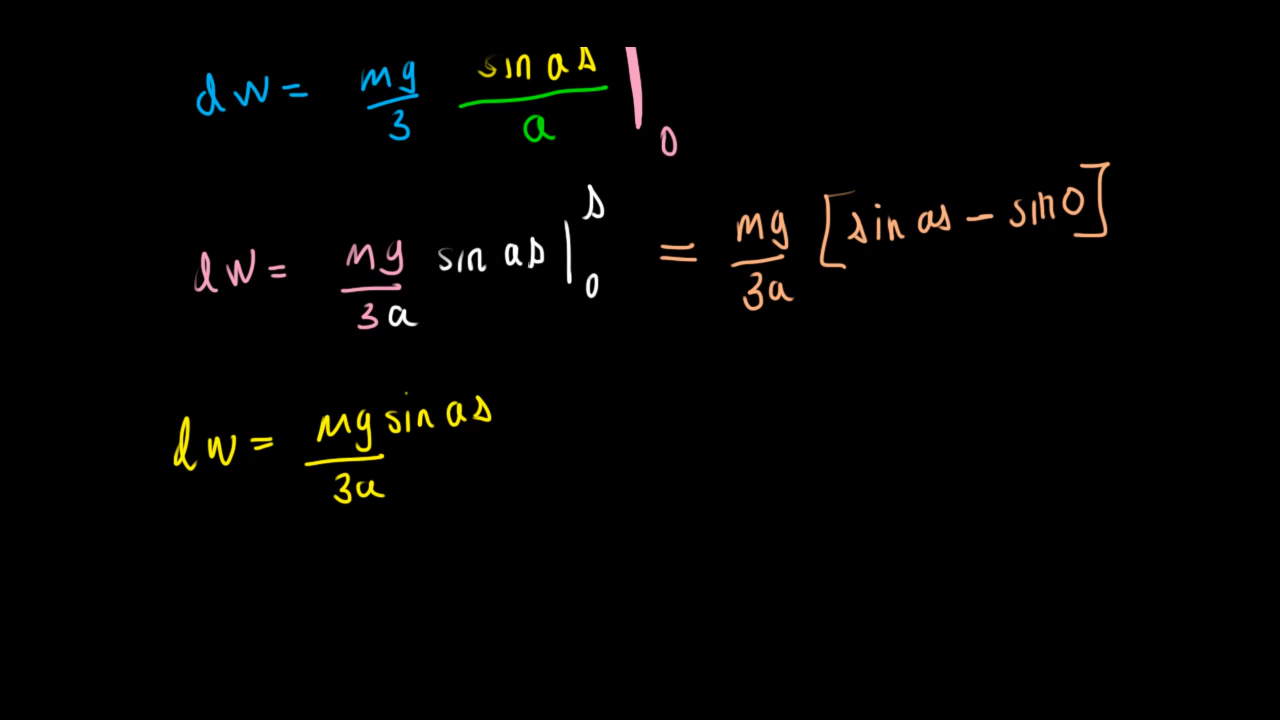 dW = mg/3 sin as/a |₀
dW = mg/3a sin as |₀ˢ = mg/3a [sin as - sin 0]
dW = mg sin as/3a